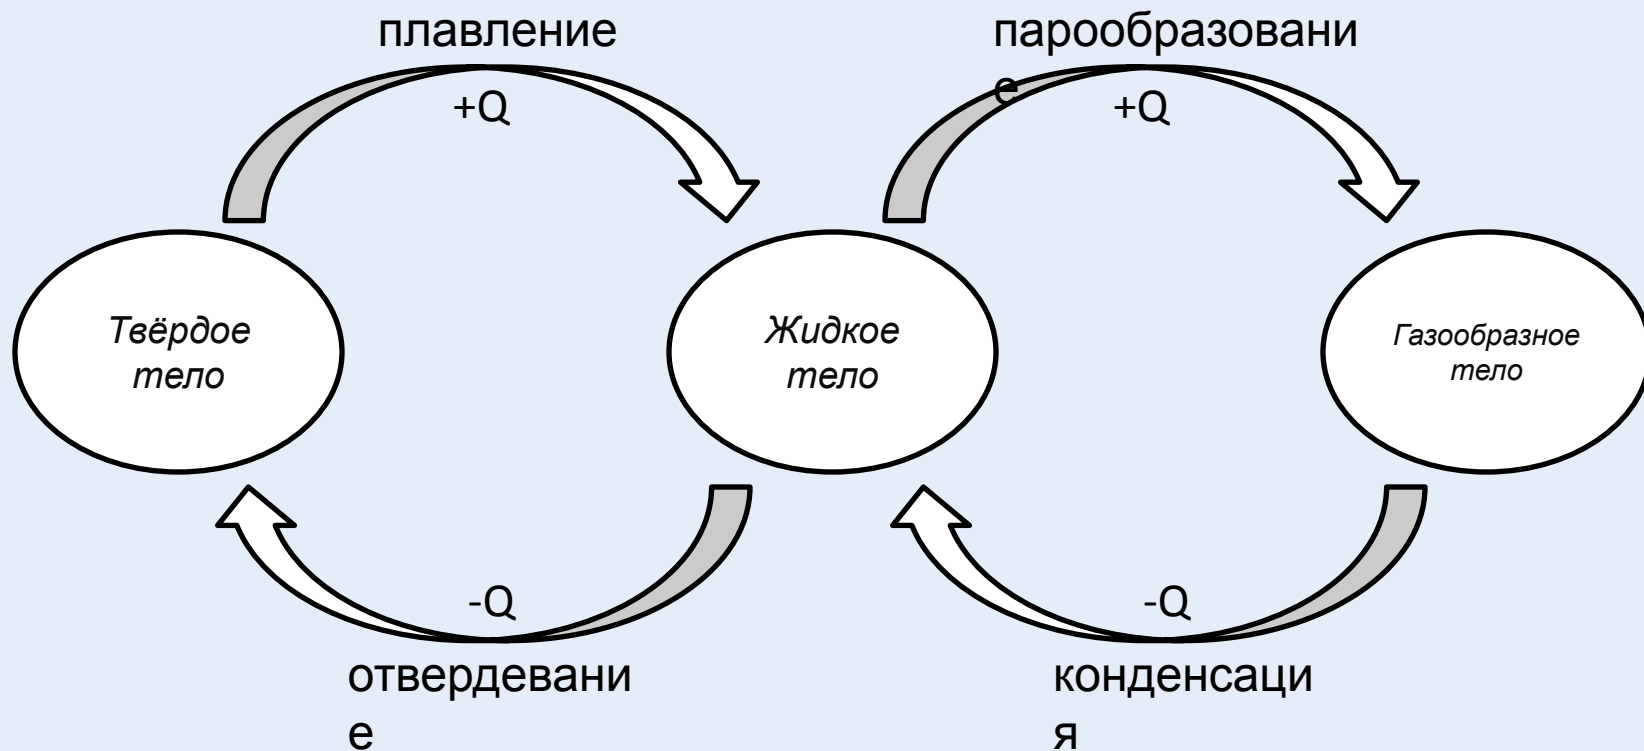 плавление
парообразовани
е
+Q
+Q
Твёрдое
тело
Жидкое
тело
Газообразное
тело
-Q
-Q
отвердевани
е
конденсаци
я